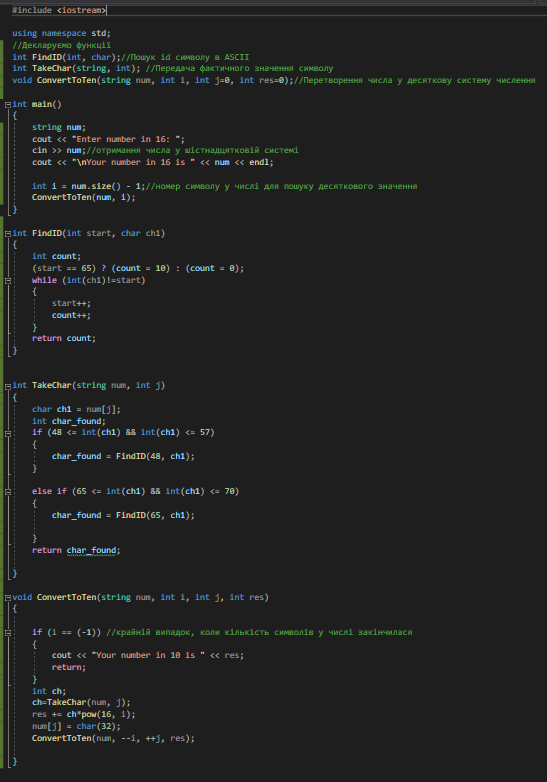 #include <iostream>
using namespace std;
//Декларуємо функції
int FindID(int, char);//Пошук id символу в ASCII
int TakeChar(string, int); //Передача фактичного значення символу
void ConvertToTen(string num, int i, int j=0, int res=0);//Перетворення числа у десяткову систему числення
int main()
{
string num;
cout << "Enter number in 16: ";
cin >> num;//отримання числа у шістнадцятковій системі
cout << "\nYour number in 16 is " << num << endl;
int i = num.size() - 1;//номер символу у числі для пошуку десяткового значення
ConvertToTen(num, i);
}
int FindID(int start, char ch1)
{
int count;
(start == 65) ? (count = 10) : (count = 0);
while (int(ch1)!=start)
{
start++;
count++;
}
return count;
}
int TakeChar(string num, int j)
{
char ch1 = num[j];
int char_found;
if (48 <= int(ch1) && int(ch1) <= 57)
{
char_found = FindID(48, ch1);
}
else if (65 <= int(ch1) && int(ch1) <= 70)
{
char_found = FindID(65, ch1);
}
return char_found;
}
void ConvertToTen(string num, int i, int j, int res)
{
if (i == (-1)) //крайній випадок, коли кількість символів у числі закінчилася
{
cout << "Your number in 10 is " << res;
return;
}
int ch;
ch=TakeChar(num, j);
res += ch*pow(16, i);
num[j] = char(32);
ConvertToTen(num, --i, ++j, res);
}